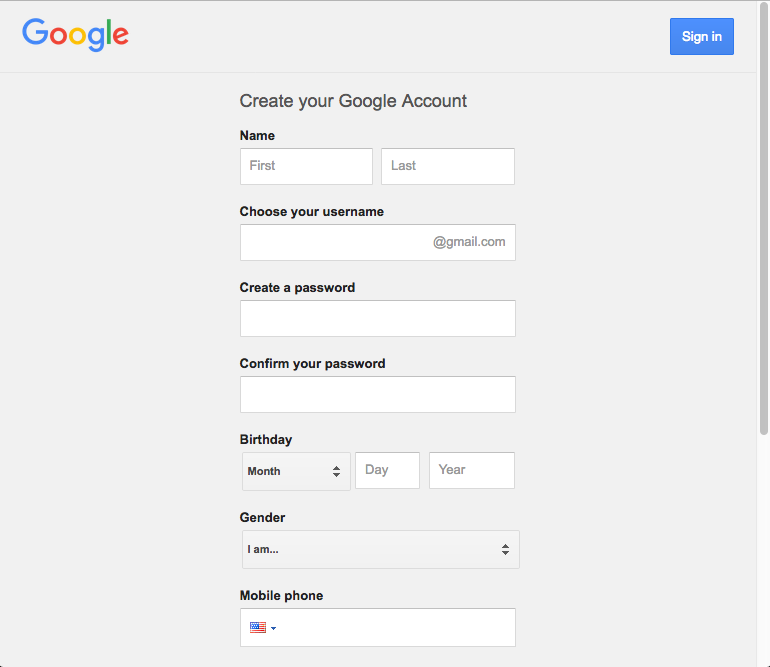 Google
Sign in
Create your Google Account
Name
First Last
Choose your username
@gmail.com
Create a password
Confirm your password
Birthday
Month Day Year
Gender
I am...
Mobile phone